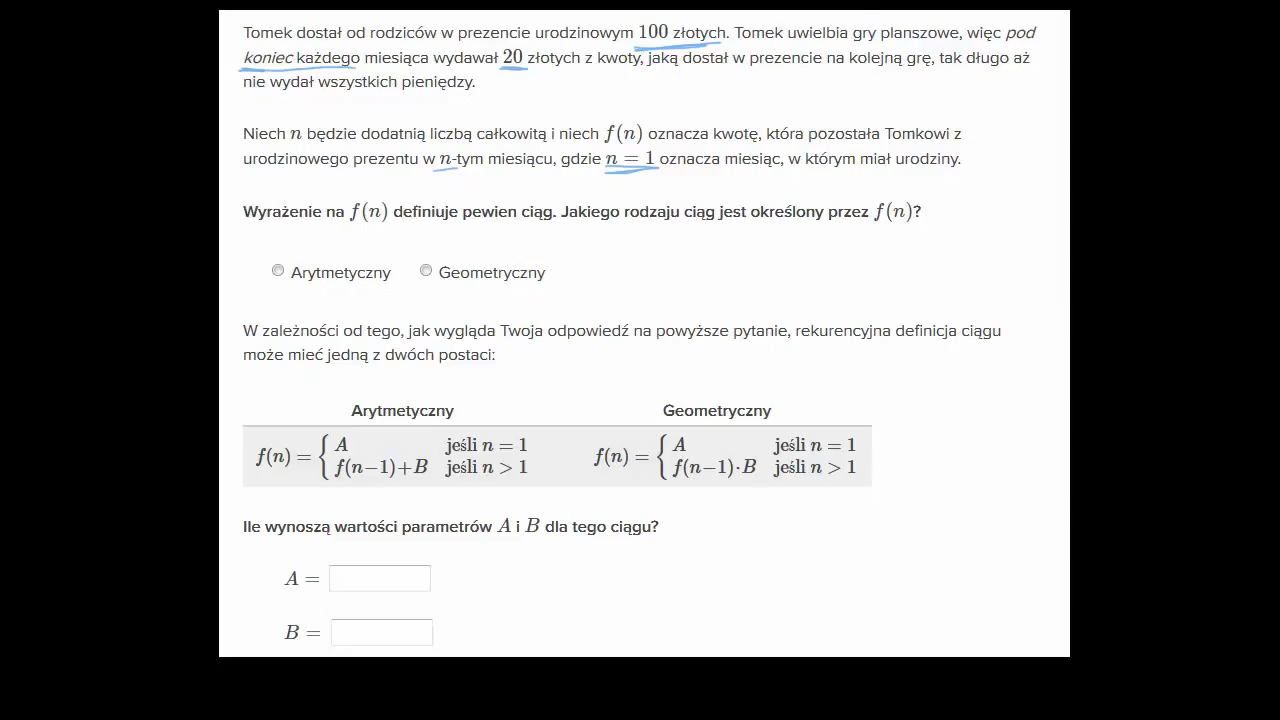 Tomek dostał od rodziców w prezencie urodzinowym 100 złotych. Tomek uwielbia gry planszowe, więc pod
koniec każdego miesiąca wydawał 20 złotych z kwoty, jaką dostał w prezencie na kolejną grę, tak długo aż
nie wydał wszystkich pieniędzy.
Niech n będzie dodatnią liczbą całkowitą i niech f(n) oznacza kwotę, która pozostała Tomkowi z
urodzinowego prezentu w n-tym miesiącu, gdzie n = 1 oznacza miesiąc, w którym miał urodziny.
Wyrażenie na f(n) definiuje pewien ciąg. Jakiego rodzaju ciąg jest określony przez f(n)?
Arytmetyczny Geometryczny
W zależności od tego, jak wygląda Twoja odpowiedź na powyższe pytanie, rekurencyjna definicja ciągu
może mieć jedną z dwóch postaci:
Arytmetyczny Geometryczny
f(n) = { A jeśli n = 1 f(n) = { A jeśli n = 1
f(n−1)+B jeśli n > 1 f(n−1)·B jeśli n > 1
Ile wynoszą wartości parametrów A i B dla tego ciągu?
A =
B =